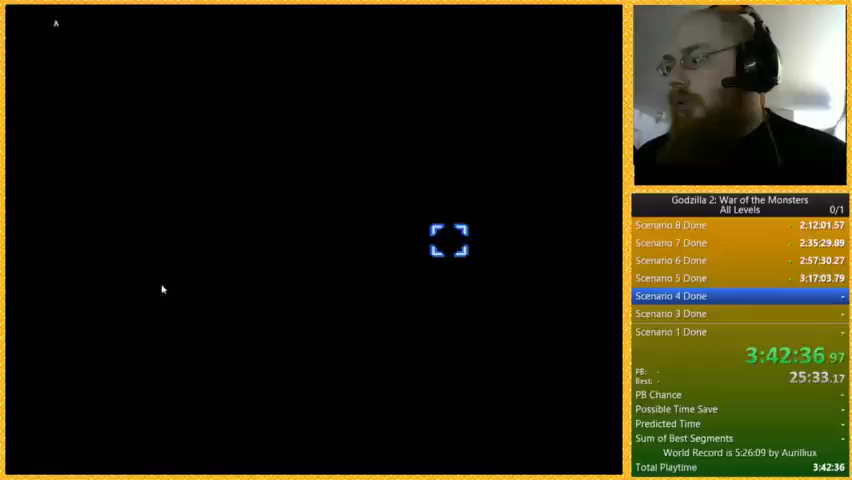 A
Godzilla 2: War of the Monsters
All Levels 0/1
Scenario 8 Done - 2:12:01.57
Scenario 7 Done - 2:35:29.89
Scenario 6 Done - 2:57:30.27
Scenario 5 Done - 3:17:03.79
Scenario 4 Done -
Scenario 3 Done -
Scenario 1 Done -
3:42:36.97
PB: - 
Best: -
25:33.17
PB Chance -
Possible Time Save -
Predicted Time -
Sum of Best Segments -
World Record is 5:26:09 by Aurilliux
Total Playtime 3:42:36